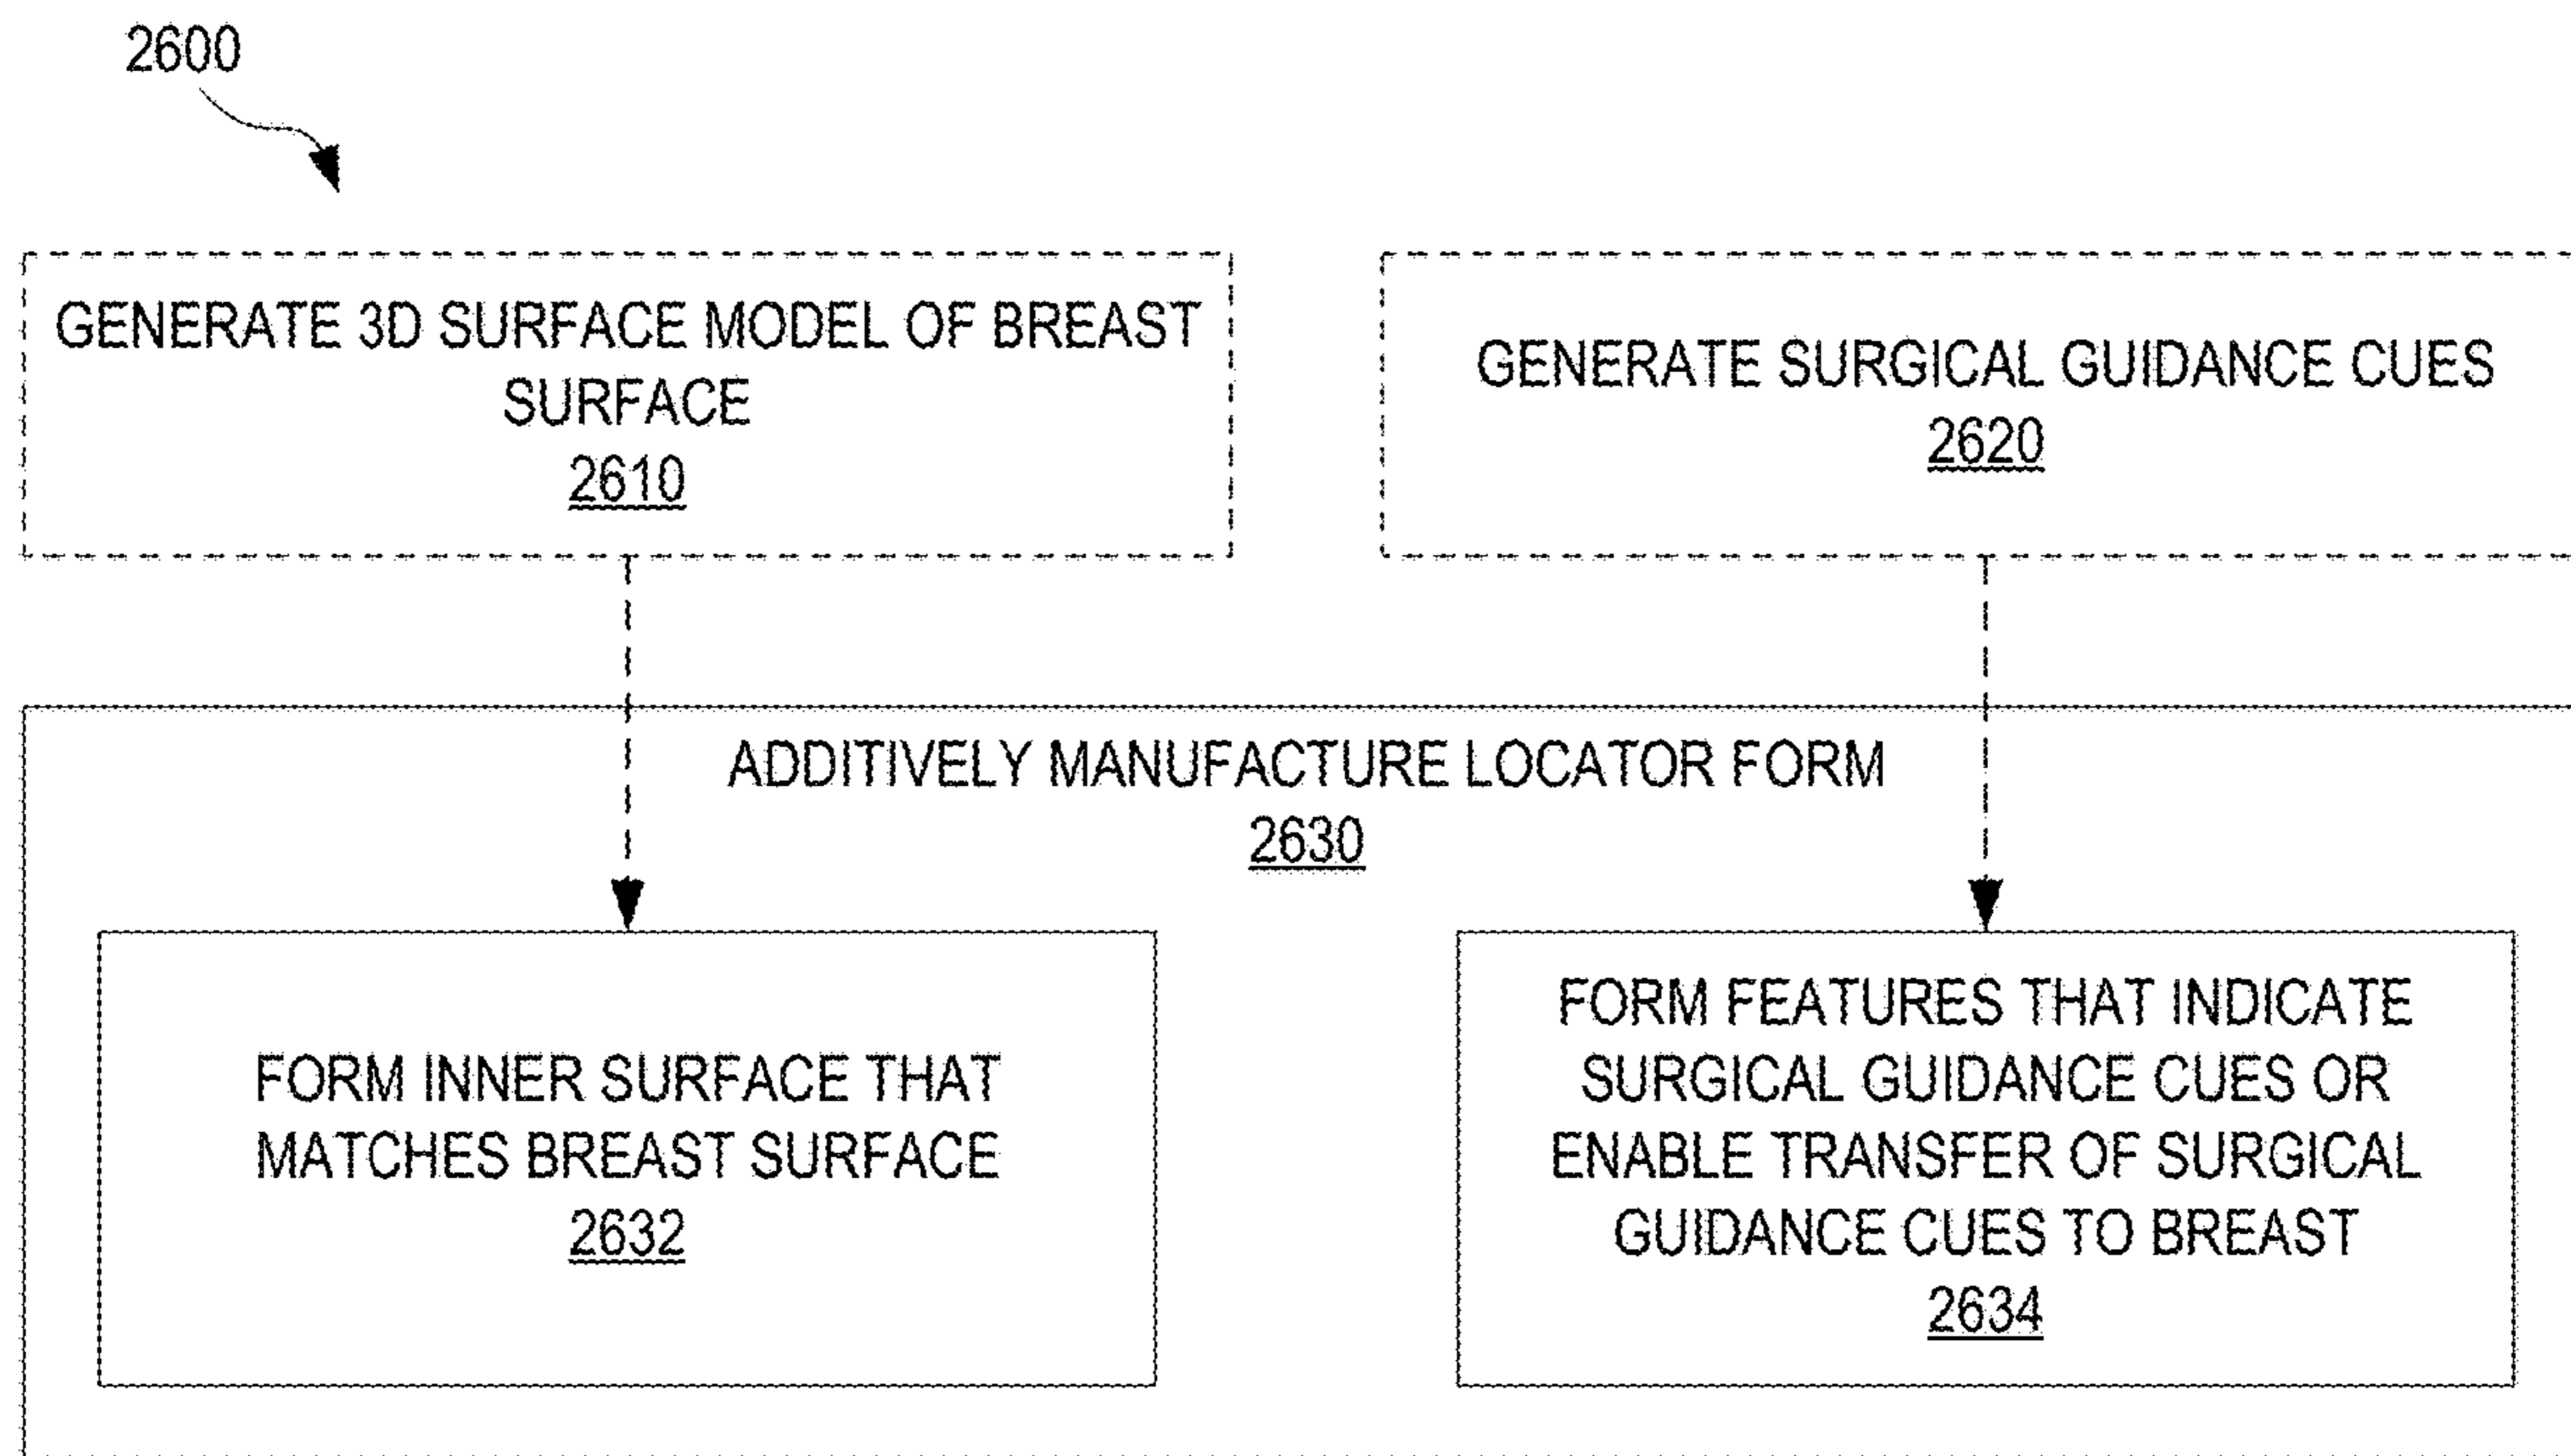 2600
GENERATE 3D SURFACE MODEL OF BREAST
SURFACE
2610
GENERATE SURGICAL GUIDANCE CUES
2620
ADDITIVELY MANUFACTURE LOCATOR FORM
2630
FORM INNER SURFACE THAT
MATCHES BREAST SURFACE
2632
FORM FEATURES THAT INDICATE
SURGICAL GUIDANCE CUES OR
ENABLE TRANSFER OF SURGICAL
GUIDANCE CUES TO BREAST
2634